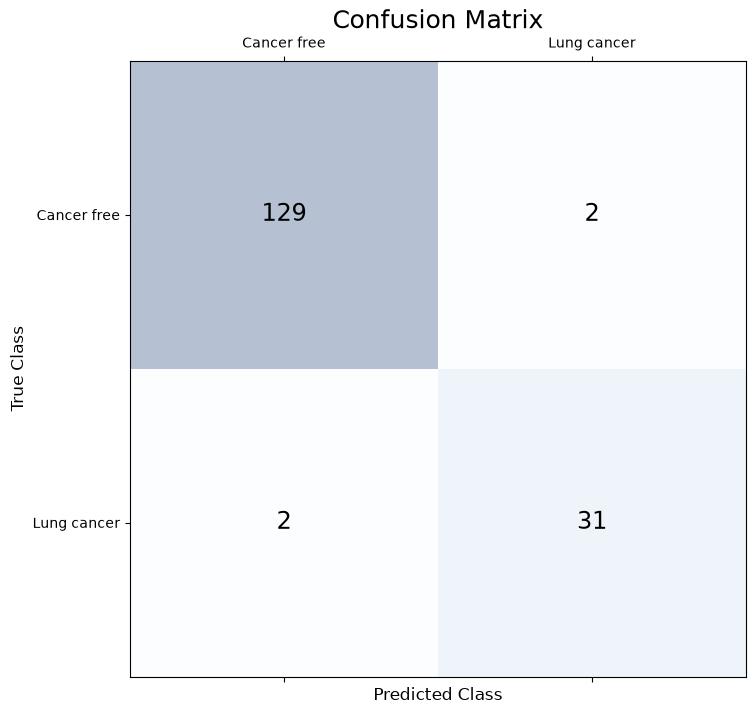 Confusion Matrix
Cancer free Lung cancer
Cancer free 129 2
True Class
Lung cancer 2 31
Predicted Class